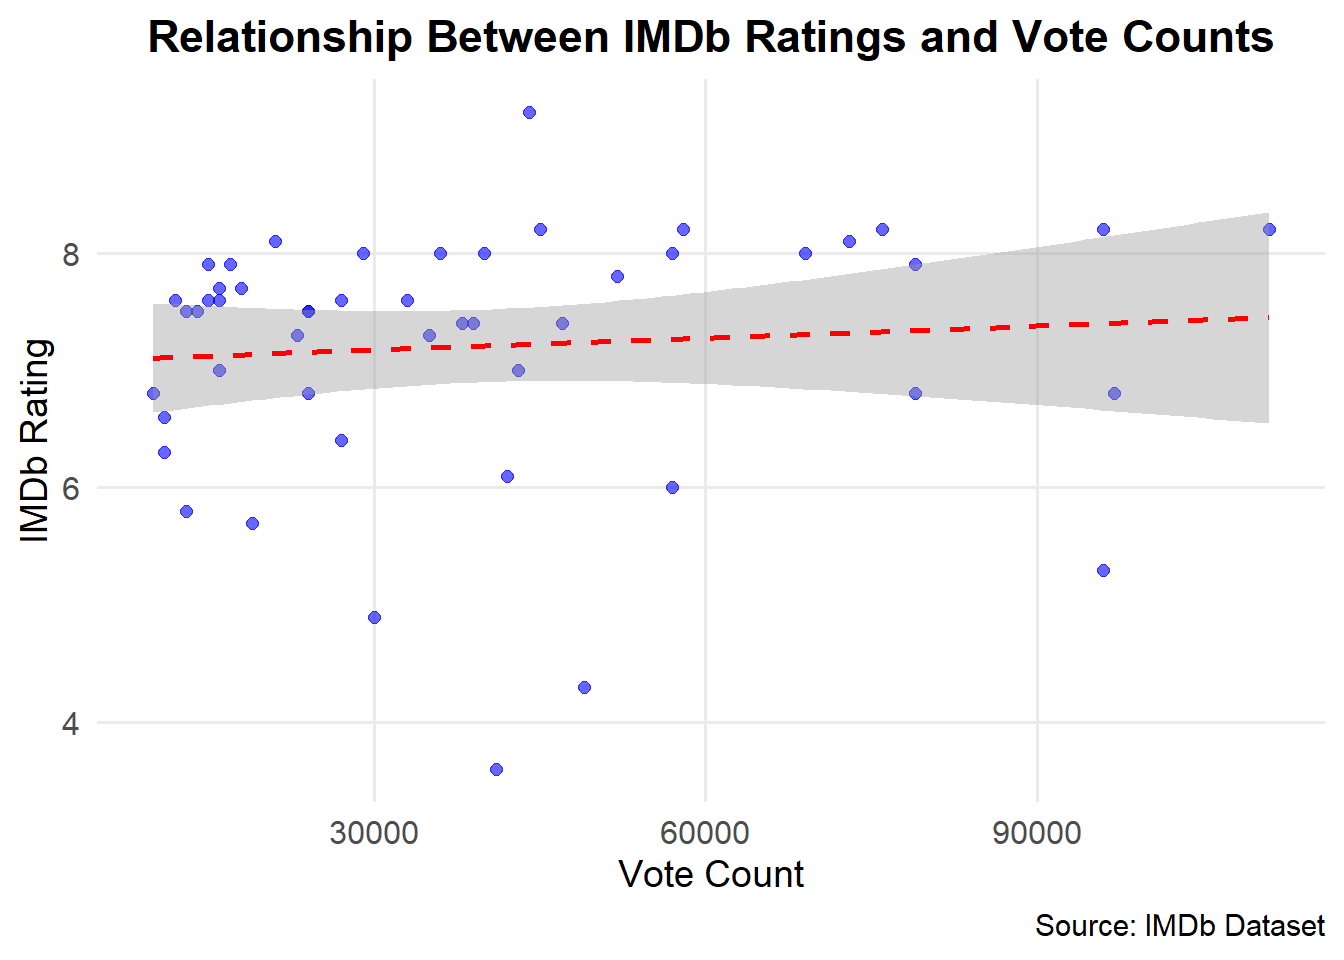 Relationship Between IMDb Ratings and Vote Counts
IMDb Rating
8
6
4
30000
60000
90000
Vote Count
Source: IMDb Dataset